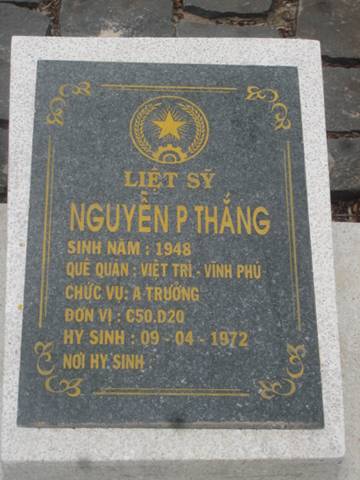 LIỆT SỸ
NGUYỄN P THẮNG
SINH NĂM : 1948
QUÊ QUÁN : VIỆT TRÌ - VĨNH PHÚ
CHỨC VỤ: A TRƯỞNG
ĐƠN VỊ : C50.D20
HY SINH : 09 - 04 - 1972
NƠI HY SINH :